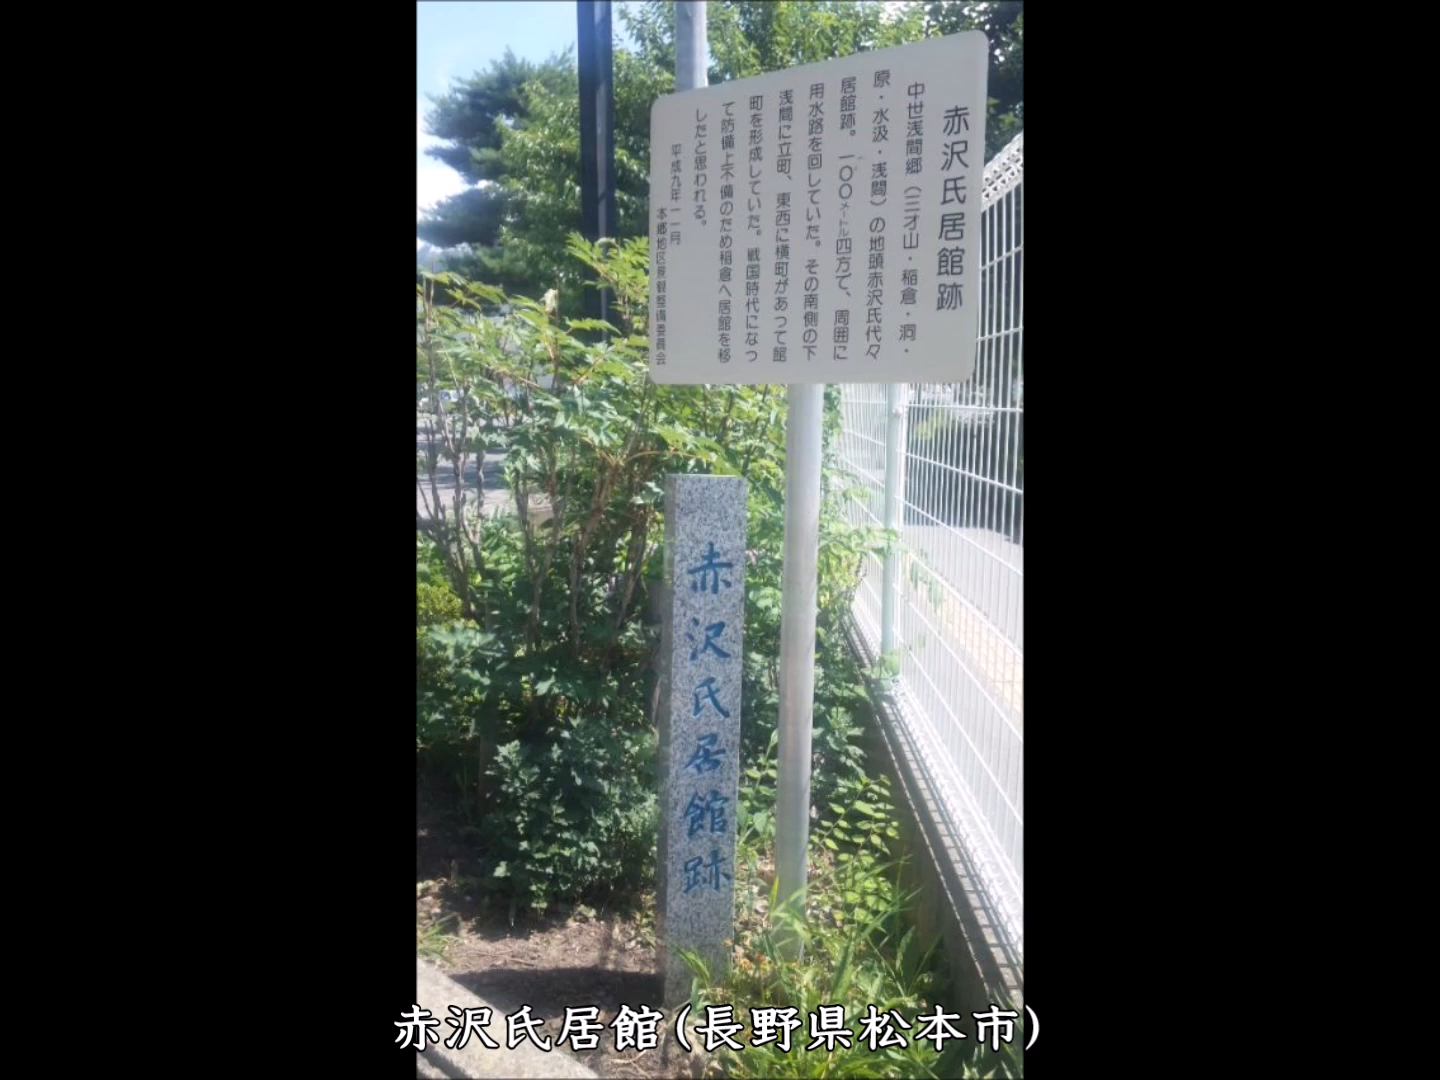 赤沢氏居館跡
中世浅間郷（三才山・稲倉・洞・
原・水汲・浅間）の地頭赤沢氏代々
居館跡。一〇〇メートル四方で、周囲に
用水路を回していた。その南側の下
浅間に立町、東西に横町があって館
町を形成していた。戦国時代になっ
て防備上不備のため稲倉へ居館を移
したと思われる。
平成九年一一月
本郷地区景観整備委員会
赤沢氏居館跡
赤沢氏居館(長野県松本市)